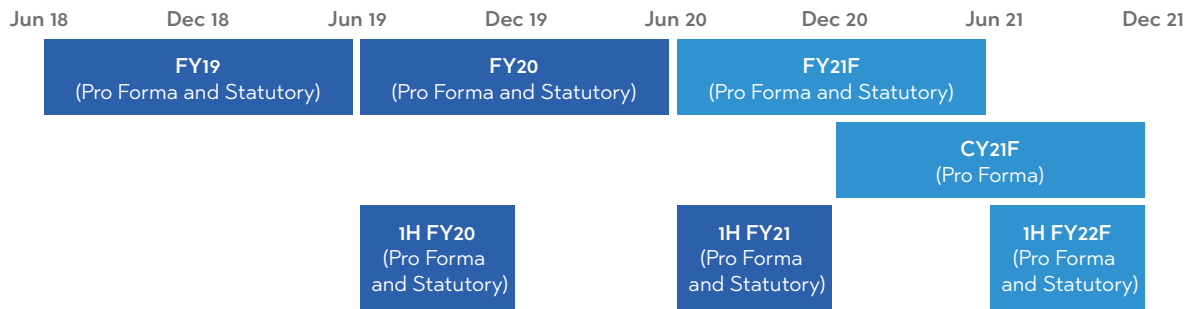 Jun 18 Dec 18 Jun 19 Dec 19 Jun 20 Dec 20 Jun 21 Dec 21
FY19
(Pro Forma and Statutory)
FY20
(Pro Forma and Statutory)
FY21F
(Pro Forma and Statutory)
CY21F
(Pro Forma)
1H FY20
(Pro Forma
and Statutory)
1H FY21
(Pro Forma
and Statutory)
1H FY22F
(Pro Forma
and Statutory)